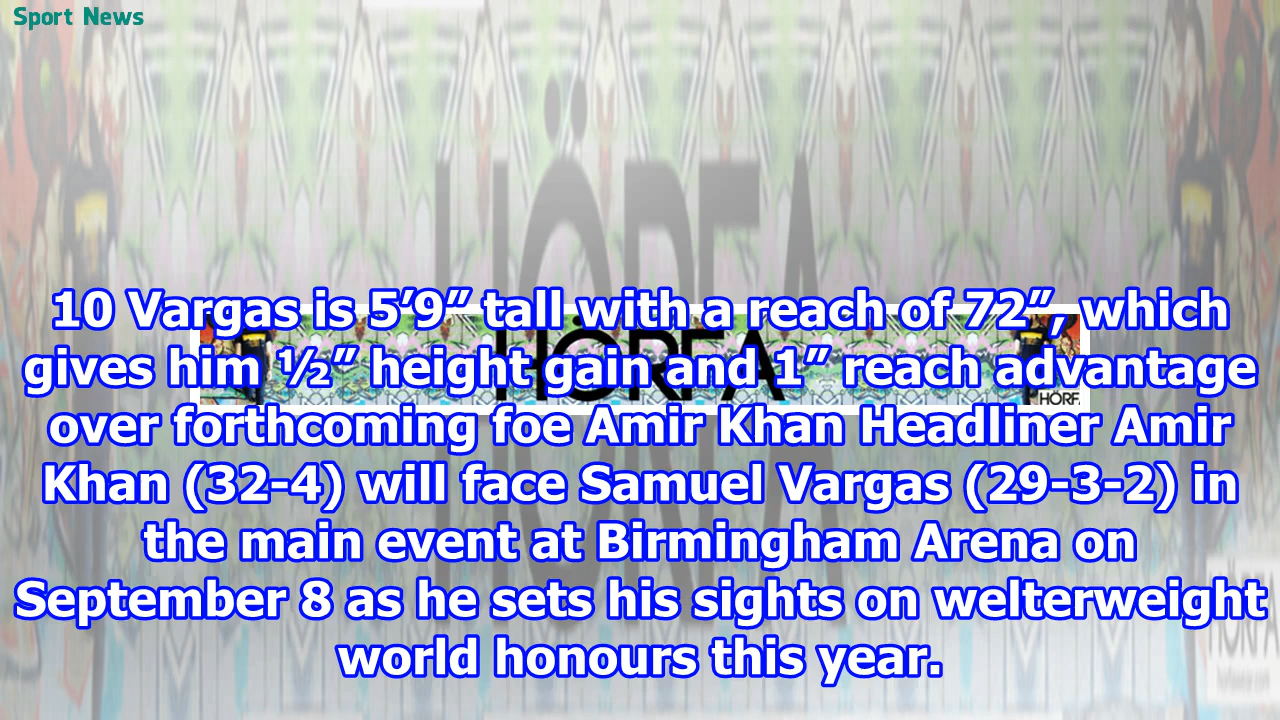 Sport News
HÖRFA
10 Vargas is 5’9” tall with a reach of 72”, which
gives him ½” height gain and 1” reach advantage
over forthcoming foe Amir Khan Headliner Amir
Khan (32-4) will face Samuel Vargas (29-3-2) in
the main event at Birmingham Arena on
September 8 as he sets his sights on welterweight
world honours this year.
HÖRFA
HÖRFA